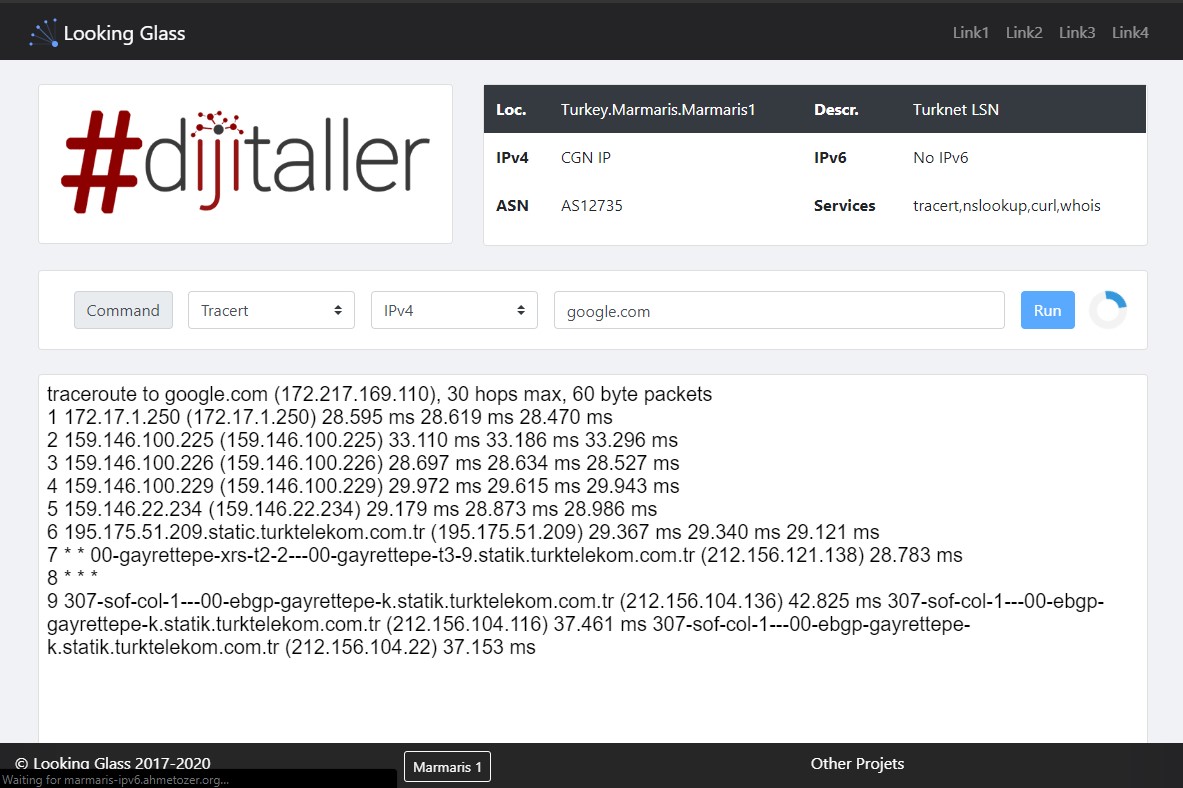 Looking Glass
Link1 Link2 Link3 Link4
#dijitaller
Loc. Turkey.Marmaris.Marmaris1 Descr. Turknet LSN
IPv4 CGN IP IPv6 No IPv6
ASN AS12735 Services tracert,nslookup,curl,whois
Command Tracert IPv4 google.com Run
traceroute to google.com (172.217.169.110), 30 hops max, 60 byte packets
1 172.17.1.250 (172.17.1.250) 28.595 ms 28.619 ms 28.470 ms
2 159.146.100.225 (159.146.100.225) 33.110 ms 33.186 ms 33.296 ms
3 159.146.100.226 (159.146.100.226) 28.697 ms 28.634 ms 28.527 ms
4 159.146.100.229 (159.146.100.229) 29.972 ms 29.615 ms 29.943 ms
5 159.146.22.234 (159.146.22.234) 29.179 ms 28.873 ms 28.986 ms
6 195.175.51.209.static.turktelekom.com.tr (195.175.51.209) 29.367 ms 29.340 ms 29.121 ms
7 * * 00-gayrettepe-xrs-t2-2---00-gayrettepe-t3-9.statik.turktelekom.com.tr (212.156.121.138) 28.783 ms
8 * * *
9 307-sof-col-1---00-ebgp-gayrettepe-k.statik.turktelekom.com.tr (212.156.104.136) 42.825 ms 307-sof-col-1---00-ebgp-
gayrettepe-k.statik.turktelekom.com.tr (212.156.104.116) 37.461 ms 307-sof-col-1---00-ebgp-gayrettepe-
k.statik.turktelekom.com.tr (212.156.104.22) 37.153 ms
© Looking Glass 2017-2020 Marmaris 1 Other Projets
Waiting for marmaris-ipv6.ahmetozer.org...